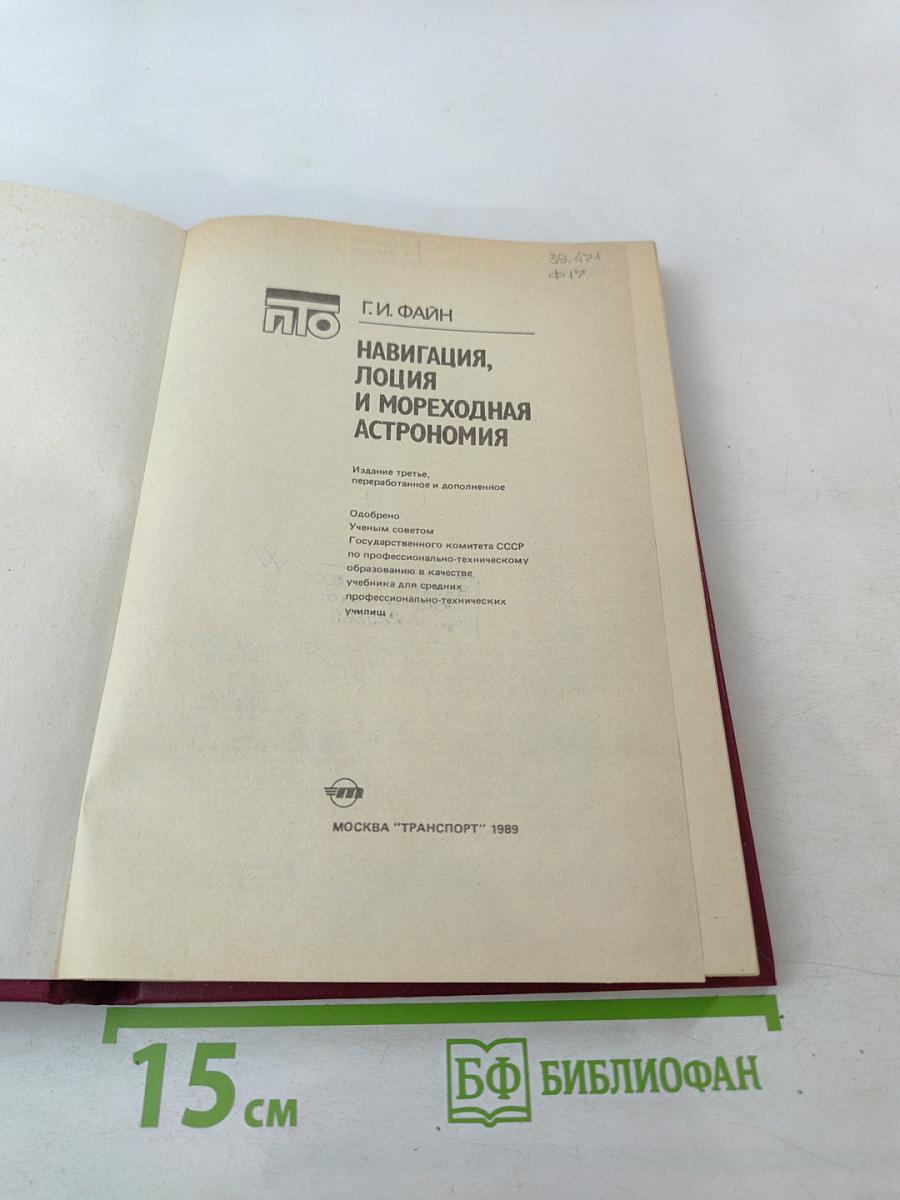 39.471
Ф17
ПТО
Г.И. ФАЙН
НАВИГАЦИЯ,
ЛОЦИЯ
И МОРЕХОДНАЯ
АСТРОНОМИЯ
Издание третье,
переработанное и дополненное
Одобрено
Ученым советом
Государственного комитета СССР
по профессионально-техническому
образованию в качестве
учебника для средних
профессионально-технических
училищ
т
МОСКВА "ТРАНСПОРТ" 1989
15 см
БФ БИБЛИОФАН